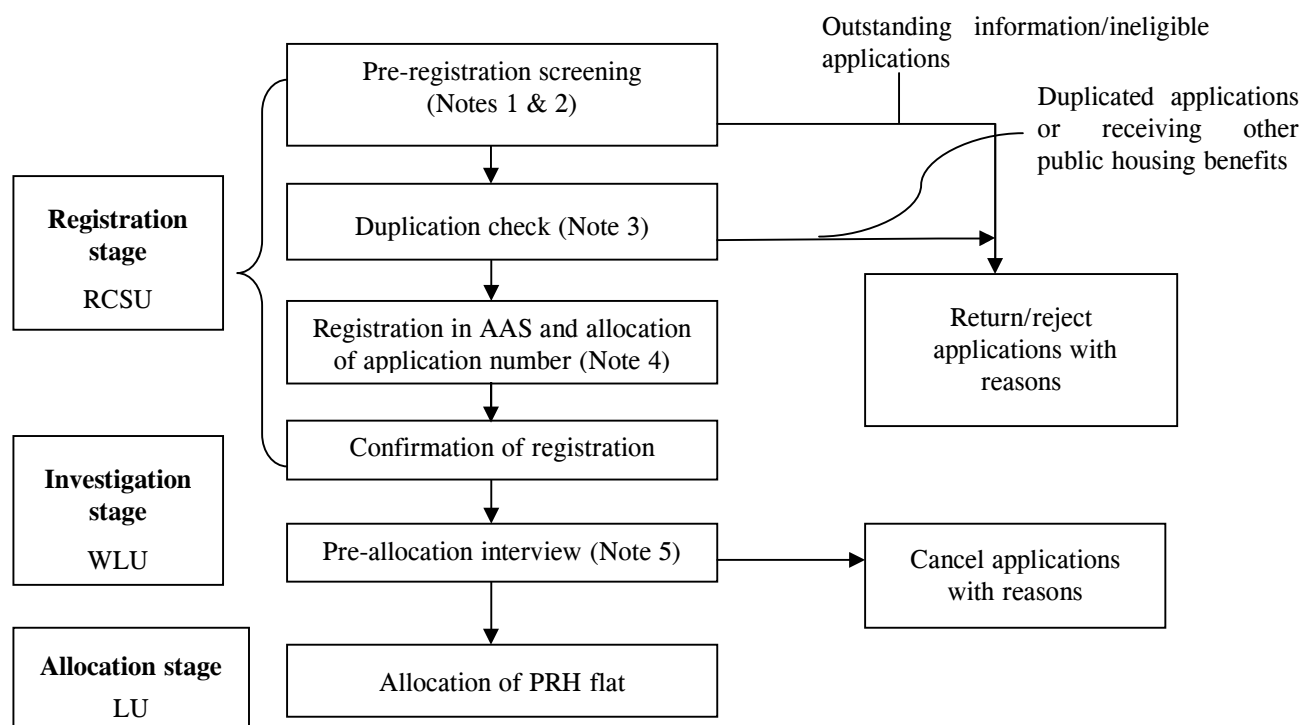 Outstanding information/ineligible
applications
Pre-registration screening
(Notes 1 & 2)
Duplicated applications
or receiving other
public housing benefits
Registration
stage
RCSU
Duplication check (Note 3)
Registration in AAS and allocation
of application number (Note 4)
Return/reject
applications with
reasons
Confirmation of registration
Investigation
stage
WLU
Pre-allocation interview (Note 5)
Cancel applications
with reasons
Allocation stage
LU
Allocation of PRH flat